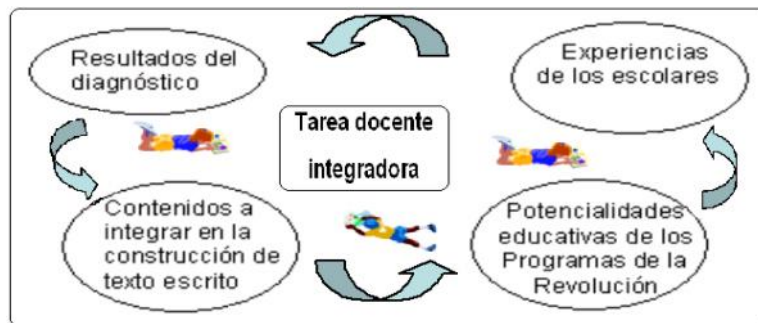 Resultados del
diagnóstico
Experiencias
de los escolares
Tarea docente
integradora
Contenidos a
integrar en la
construcción de
texto escrito
Potencialidades
educativas de los
Programas de la
Revolución